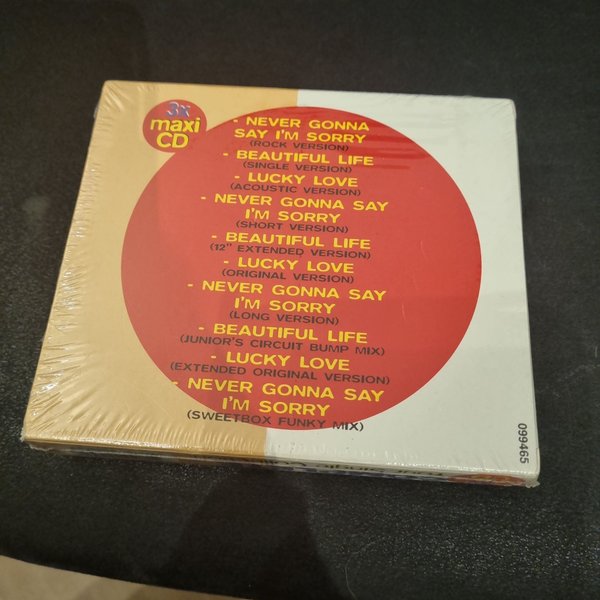 3x
maxi
CD
- NEVER GONNA
SAY I'M SORRY
(ROCK VERSION)
- BEAUTIFUL LIFE
(SINGLE VERSION)
- LUCKY LOVE
(ACOUSTIC VERSION)
- NEVER GONNA SAY
I'M SORRY
(SHORT VERSION)
- BEAUTIFUL LIFE
(12" EXTENDED VERSION)
- LUCKY LOVE
(ORIGINAL VERSION)
- NEVER GONNA SAY
I'M SORRY
(LONG VERSION)
- BEAUTIFUL LIFE
(JUNIOR'S CIRCUIT BUMP MIX)
- LUCKY LOVE
(EXTENDED ORIGINAL VERSION)
- NEVER GONNA SAY
I'M SORRY
(SWEETBOX FUNKY MIX)
099465